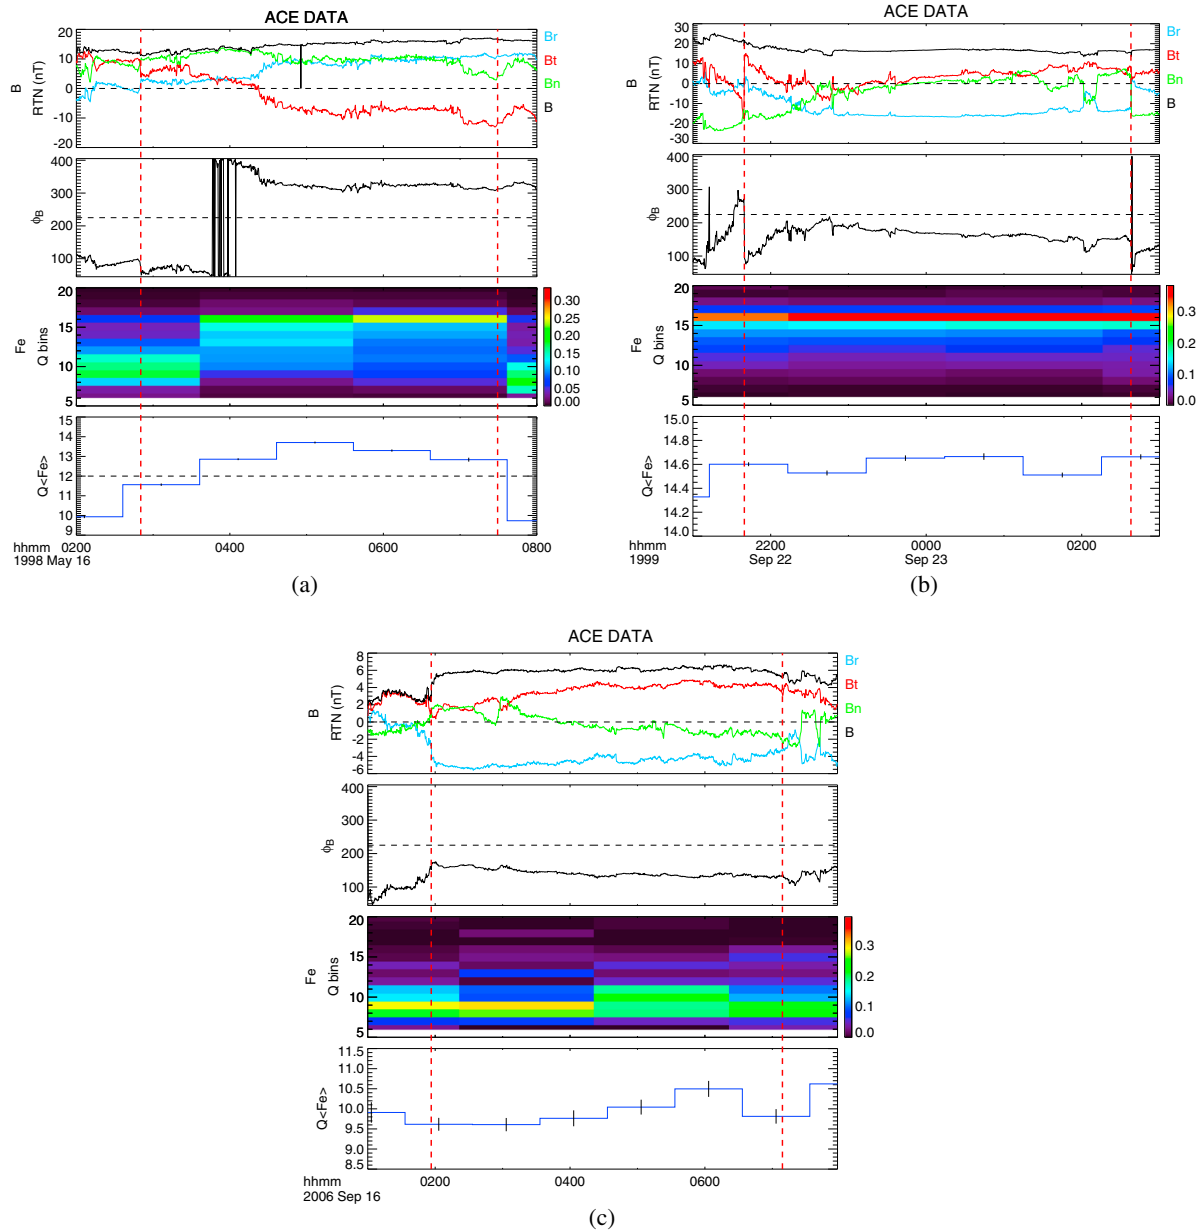 ACE DATA
20
10
0
-10
-20
B
RTN (nT)
Br
Bt
Bn
B
400
300
200
100
ϕB
20
15
10
5
Fe
Q bins
0.30
0.25
0.20
0.15
0.10
0.05
0.00
15
14
13
12
11
10
9
Q<Fe>
0200
0400
0600
0800
hhmm
1998 May 16
(a)
ACE DATA
30
20
10
0
-10
-20
-30
B
RTN (nT)
Br
Bt
Bn
B
400
300
200
100
ϕB
20
15
10
5
Fe
Q bins
0.3
0.2
0.1
0.0
15.0
14.8
14.6
14.4
14.2
14.0
Q<Fe>
2200
0000
0200
hhmm
1999
Sep 22
Sep 23
(b)
ACE DATA
8
6
4
2
0
-2
-4
-6
B
RTN (nT)
Br
Bt
Bn
B
400
300
200
100
ϕB
20
15
10
5
Fe
Q bins
0.3
0.2
0.1
0.0
11.5
11.0
10.5
10.0
9.5
9.0
8.5
Q<Fe>
0200
0400
0600
hhmm
2006 Sep 16
(c)